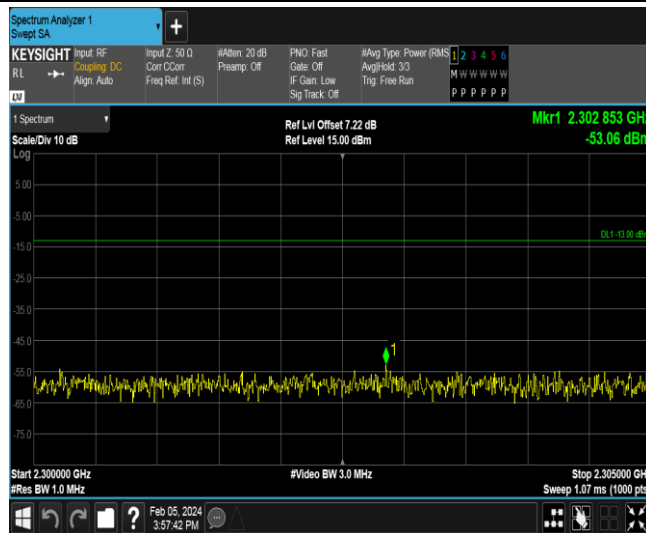 Spectrum Analyzer 1
Swept SA
+
KEYSIGHT
RL
LXI
Input: RF
Coupling: DC
Align: Auto
Input Z: 50 Ω
Corr CCorr
Freq Ref: Int (S)
#Atten: 20 dB
Preamp: Off
PNO: Fast
Gate: Off
IF Gain: Low
Sig Track: Off
#Avg Type: Power (RMS
Avg|Hold: 3/3
Trig: Free Run
1 2 3 4 5 6
M W W W W W
P P P P P P
1 Spectrum
Scale/Div 10 dB
Log
Ref Lvl Offset 7.22 dB
Ref Level 15.00 dBm
Mkr1 2.302 853 GHz
-53.06 dBm
5.00
-5.00
-15.0
-25.0
-35.0
-45.0
-55.0
-65.0
-75.0
DL1 -13.00 dBm
1
Start 2.300000 GHz
#Res BW 1.0 MHz
#Video BW 3.0 MHz
Stop 2.305000 GHz
Sweep 1.07 ms (1000 pts)
?
Feb 05, 2024
3:57:42 PM